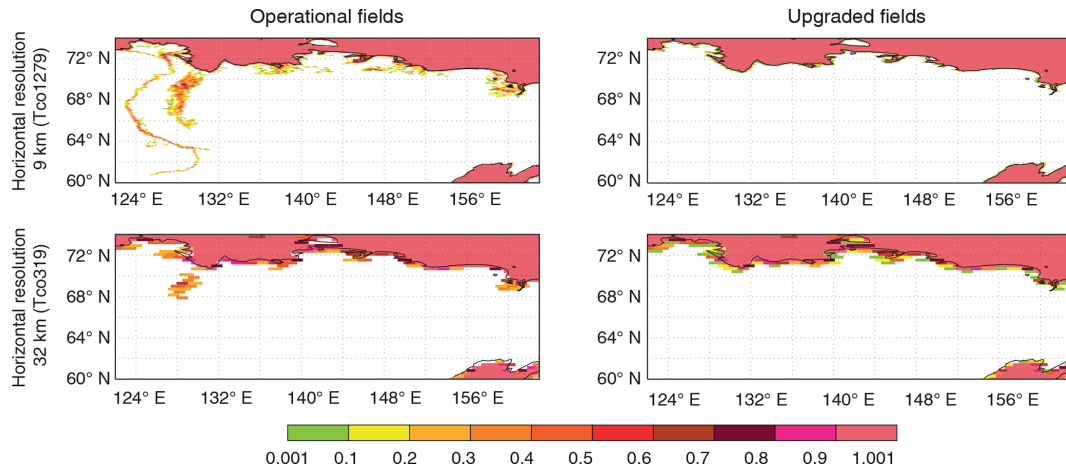 Operational fields
Upgraded fields
Horizontal resolution
9 km (Tco1279)
72° N
68° N
64° N
60° N
124° E 132° E 140° E 148° E 156° E
124° E 132° E 140° E 148° E 156° E
Horizontal resolution
32 km (Tco319)
72° N
68° N
64° N
60° N
72° N
68° N
64° N
60° N
72° N
68° N
64° N
60° N
124° E 132° E 140° E 148° E 156° E
124° E 132° E 140° E 148° E 156° E
0.001 0.1 0.2 0.3 0.4 0.5 0.6 0.7 0.8 0.9 1.001